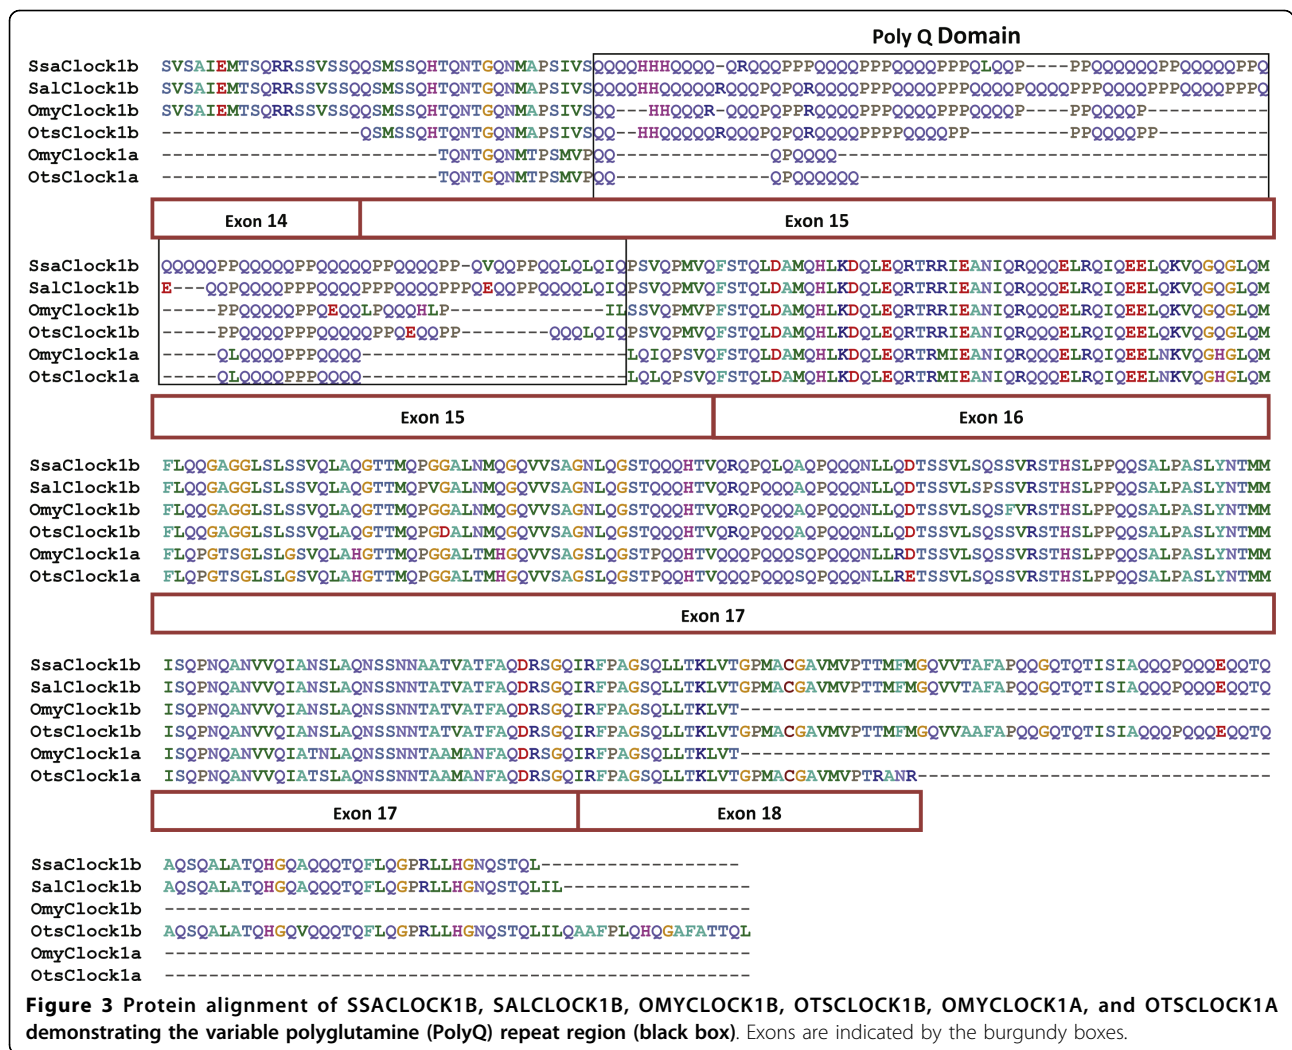 Poly Q Domain
SsaClock1b SVSAIEMTSQRRSSVSSQQSMSSQHTQNTGQNMAPSIVSQQQQHHHQQQQ-QRQQQPPPQQQQPPPQQQQPPPQLQQP----PPQQQQQQPPQQQQQPPQ
SalClock1b SVSAIEMTSQRRSSVSSQQSMSSQHTQNTGQNMAPSIVSQQQQHHQQQQQRQQQPQPQRQQQQPPPQQQQPPPQQQQPQQQQPPPQQQQPPPQQQQPPPQ
OmyClock1b SVSAIEMTSQRRSSVSSQQSMSSQHTQNTGQNMAPSIVSQQ---HHQQQR-QQQPQPPRQQQQPPPQQQQPPPQQQQP----PPQQQQP-----------
OtsClock1b ------------------QSMSSQHTQNTGQNMAPSIVSQQ--HHQQQQQRQQQPQPQRQQQQPPPPQQQQPP---------PPQQQQPP----------
OmyClock1a -------------------------TQNTGQNMTPSMVPQQ--------------QPQQQQ---------------------------------------
OtsClock1a -------------------------TQNTGQNMTPSMVPQQ--------------QPQQQQQQ-------------------------------------
Exon 14 Exon 15
SsaClock1b QQQQQPPQQQQQPPQQQQQPPQQQQPP-QVQQPPQQLQLQIQPSVQPMVQFSTQLDAMQHLKDQLEQRTRRIEANIQRQQQELRQIQEELQKVQGQGLQM
SalClock1b E---QQPQQQQQPPPQQQQPPPQQQQPPPQEQQPPQQQQLQIQPSVQPMVQFSTQLDAMQHLKDQLEQRTRRIEANIQRQQQELRQIQEELQKVQGQGLQM
OmyClock1b -----PPQQQQQPPQEQQLPQQQHLP--------------ILSSVQPMVPFSTQLDAMQHLKDQLEQRTRRIEANIQRQQQELRQIQEELQKVQGQGLQM
OtsClock1b -----PPQQQQQPPQQQQPPQEQQPP--------QQQLQIQPSVQPMVQFSTQLDAMQHLKDQLEQRTRRIEANIQRQQQELRQIQEELQKVQGQGLQM
OmyClock1a -----QLQQQQPPPQQQQ------------------------LQIQPSVQFSTQLDAMQHLKDQLEQRTRMIEANIQRQQQELRQIQEELNKVQGHGLQM
OtsClock1a -----QLQQQQPPPQQQQ------------------------LQLQPSVQFSTQLDAMQHLKDQLEQRTRMIEANIQRQQQELRQIQEELNKVQGHGLQM
Exon 15 Exon 16
SsaClock1b FLQQGAGGLSLSSVQLAQGTTMQPGGALNMQGQVVSAGNLQGSTQQQHTVQRQPQLQAQPQQQNLLQDTSSVLSQSSVRSTHSLPPQQSALPASLYNTMM
SalClock1b FLQQGAGGLSLSSVQLAQGTTMQPVGALNMQGQVVSAGNLQGSTQQQHTVQRQPQQQAQPQQQNLLQDTSSVLSPSSVRSTHSLPPQQSALPASLYNTMM
OmyClock1b FLQQGAGGLSLSSVQLAQGTTMQPGGALNMQGQVVSAGNLQGSTQQQHTVQRQPQQQAQPQQQNLLQDTSSVLSQSFVRSTHSLPPQQSALPASLYNTMM
OtsClock1b FLQQGAGGLSLSSVQLAQGTTMQPGDALNMQGQVVSAGNLQGSTQQQHTVQRQPQQQAQPQQQNLLQDTSSVLSQSSVRSTHSLPPQQSALPASLYNTMM
OmyClock1a FLQPGTSGLSLGSVQLAHGTTMQPGGALTMHGQVVSAGSLQGSTPQQHTVQQQPQQQSQPQQQNLLRDTSSVLSQSSVRSTHSLPPQQSALPASLYNTMM
OtsClock1a FLQPGTSGLSLGSVQLAHGTTMQPGGALTMHGQVVSAGSLQGSTPQQHTVQQQPQQQSQPQQQNLLRETSSVLSQSSVRSTHSLPPQQSALPASLYNTMM
Exon 17
SsaClock1b ISQPNQANVVQIANSLAQNSSNNAATVATFAQDRSGQIRFPAGSQLLTKLVTGPMACGAVMVPTTMFMGQVVTAFAPQQGQTQTISIAQQQPQQQEQQTQ
SalClock1b ISQPNQANVVQIANSLAQNSSNNTATVATFAQDRSGQIRFPAGSQLLTKLVTGPMACGAVMVPTTMFMGQVVTAFAPQQGQTQTISIAQQQPQQQEQQTQ
OmyClock1b ISQPNQANVVQIANSLAQNSSNNTATVATFAQDRSGQIRFPAGSQLLTKLVT------------------------------------------------
OtsClock1b ISQPNQANVVQIANSLAQNSSNNTATVATFAQDRSGQIRFPAGSQLLTKLVTGPMACGAVMVPTTMFMGQVVAAFAPQQGQTQTISIAQQQPQQQEQQTQ
OmyClock1a ISQPNQANVVQIATNLAQNSSNNTAAMANFAQDRSGQIRFPAGSQLLTKLVT------------------------------------------------
OtsClock1a ISQPNQANVVQIATSLAQNSSNNTAAMANFAQDRSGQIRFPAGSQLLTKLVTGPMACGAVMVPTRANR--------------------------------
Exon 17 Exon 18
SsaClock1b AQSQALATQHGQAQQQTQFLQGPRLLHGNQSTQL------------------
SalClock1b AQSQALATQHGQAQQQTQFLQGPRLLHGNQSTQLIL-----------------
OmyClock1b -----------------------------------------------------
OtsClock1b AQSQALATQHGQVQQQTQFLQGPRLLHGNQSTQLILQAAFPLQHQGAFATTQL
OmyClock1a -----------------------------------------------------
OtsClock1a -----------------------------------------------------
Figure 3 Protein alignment of SSACLOCK1B, SALCLOCK1B, OMYCLOCK1B, OTSCLOCK1B, OMYCLOCK1A, and OTSCLOCK1A
demonstrating the variable polyglutamine (PolyQ) repeat region (black box). Exons are indicated by the burgundy boxes.